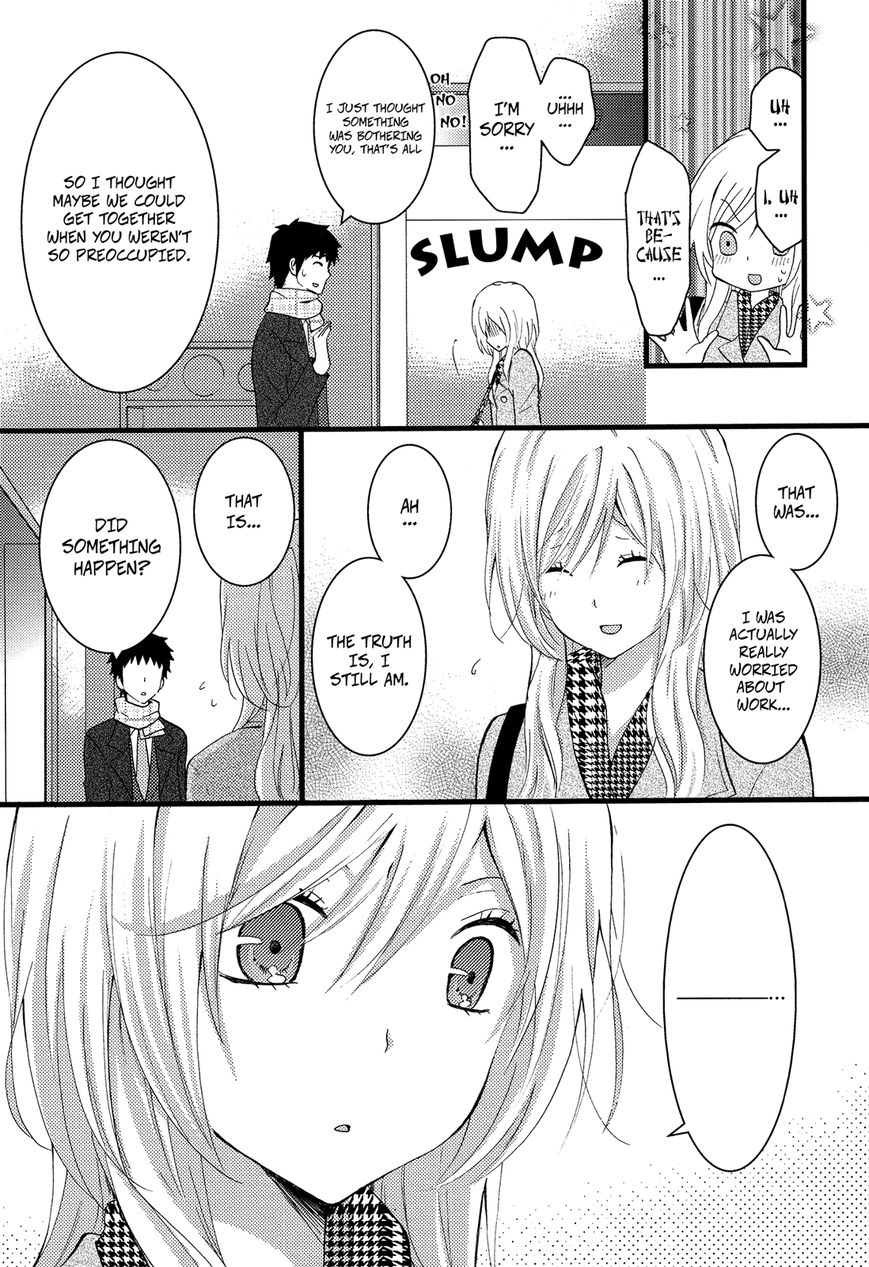 UH
...
I, UH
...
THAT'S
BE-
CAUSE
...
...
UHHH
...
I'M
SORRY
...
OH
NO
NO!
SLUMP
I JUST THOUGHT
SOMETHING
WAS BOTHERING
YOU, THAT'S ALL
SO I THOUGHT
MAYBE WE COULD
GET TOGETHER
WHEN YOU WEREN'T
SO PREOCCUPIED.
THAT
WAS...
I WAS
ACTUALLY
REALLY
WORRIED
ABOUT
WORK...
AH
...
THE TRUTH
IS, I
STILL AM.
THAT
IS...
DID
SOMETHING
HAPPEN?
———...